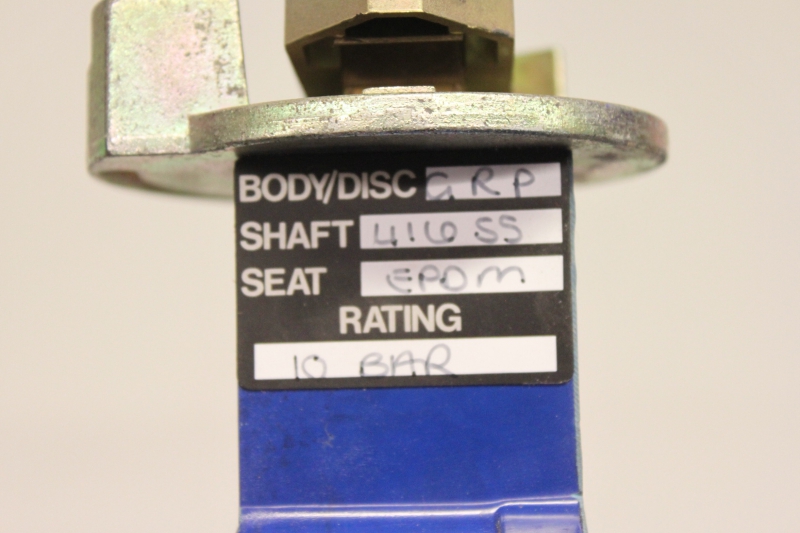 BODY/DISC GRP
SHAFT 416 SS
SEAT EPDM
RATING
10 BAR